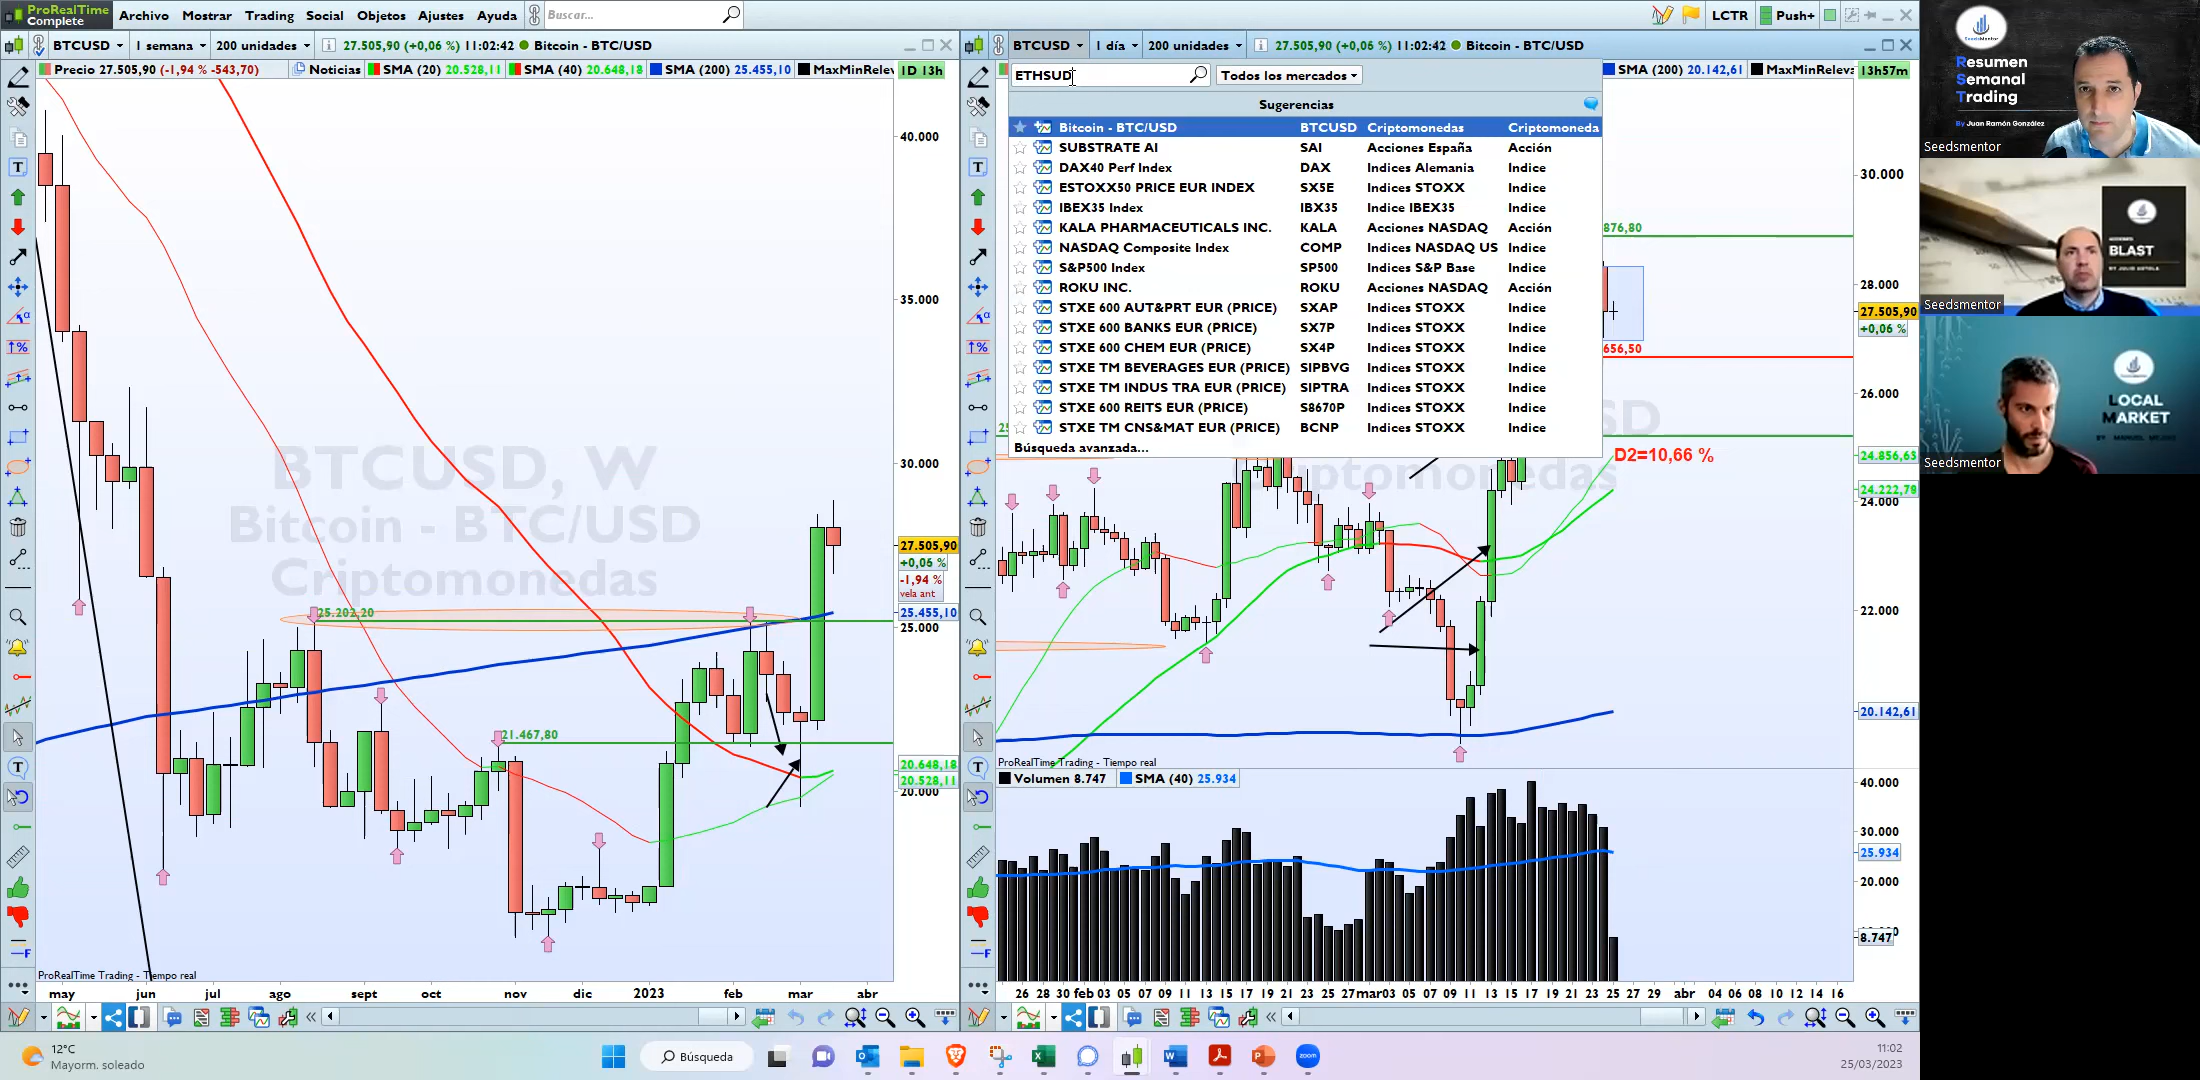 ProRealTime Complete Archivo Mostrar Trading Social Objetos Ajustes Ayuda Buscar... LCTR Push+
BTCUSD 1 semana 200 unidades 27.505,90 (+0,06 %) 11:02:42 Bitcoin - BTC/USD
Precio 27.505,90 (-1,94 % -543,70) Noticias SMA (20) 20.528,11 SMA (40) 20.648,18 SMA (200) 25.455,10 MaxMinRelev 1D 13h
40.000
35.000
30.000
BTCUSD, W
Bitcoin - BTC/USD
Criptomonedas
27.505,90
+0,06 %
-1,94 %
vela ant
25.202,20
25.455,10
25.000
21.467,80
20.648,18
20.528,11
20.000
ProRealTime Trading - Tiempo real
may jun jul ago sept oct nov dic 2023 feb mar abr
BTCUSD 1 día 200 unidades 27.505,90 (+0,06 %) 11:02:42 Bitcoin - BTC/USD
ETHSUD Todos los mercados SMA (200) 20.142,61 MaxMinReleva 13h57m
Sugerencias
Bitcoin - BTC/USD BTCUSD Criptomonedas Criptomoneda
SUBSTRATE AI SAI Acciones España Acción
DAX40 Perf Index DAX Indices Alemania Indice
ESTOXX50 PRICE EUR INDEX SX5E Indices STOXX Indice
IBEX35 Index IBX35 Indice IBEX35 Indice
KALA PHARMACEUTICALS INC. KALA Acciones NASDAQ Acción
NASDAQ Composite Index COMP Indices NASDAQ US Indice
S&P500 Index SP500 Indices S&P Base Indice
ROKU INC. ROKU Acciones NASDAQ Acción
STXE 600 AUT&PRT EUR (PRICE) SXAP Indices STOXX Indice
STXE 600 BANKS EUR (PRICE) SX7P Indices STOXX Indice
STXE 600 CHEM EUR (PRICE) SX4P Indices STOXX Indice
STXE TM BEVERAGES EUR (PRICE) SIPBVG Indices STOXX Indice
STXE TM INDUS TRA EUR (PRICE) SIPTRA Indices STOXX Indice
STXE 600 REITS EUR (PRICE) S8670P Indices STOXX Indice
STXE TM CNS&MAT EUR (PRICE) BCNP Indices STOXX Indice
Búsqueda avanzada...
30.000
876,80
28.000
27.505,90
+0,06 %
656,50
26.000
D2=10,66 %
24.856,63
24.222,79
24.000
22.000
20.142,61
ProRealTime Trading - Tiempo real
Volumen 8.747 SMA (40) 25.934
40.000
30.000
25.934
20.000
8.747
26 28 30 feb 03 05 07 09 11 13 15 17 19 21 23 25 27 mar03 05 07 09 11 13 15 17 19 21 23 25 27 29 abr 04 06 08 10 12 14 16
12°C
Mayorm. soleado
Búsqueda
zoom
11:02
25/03/2023
Resumen
Semanal
Trading
By Juan Ramón González
Seedsmentor
BLAST
Seedsmentor
LOCAL
MARKET
Seedsmentor